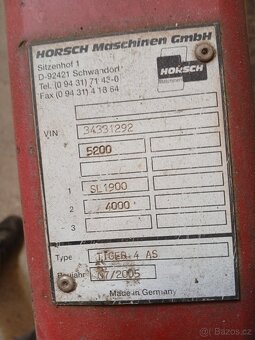 HORSCH Maschinen GmbH
Sitzenhof 1
D-92421 Schwandorf
Tel. (0 94 31) 71 43-0
Fax (0 94 31) 4 18 64
HORSCH
Maschinen
VIN 34331292
5200
1 SL1900
2 4000
3
Type TIGER 4 AS
Baujahr 07/2005
Made in Germany
sbazos.cz